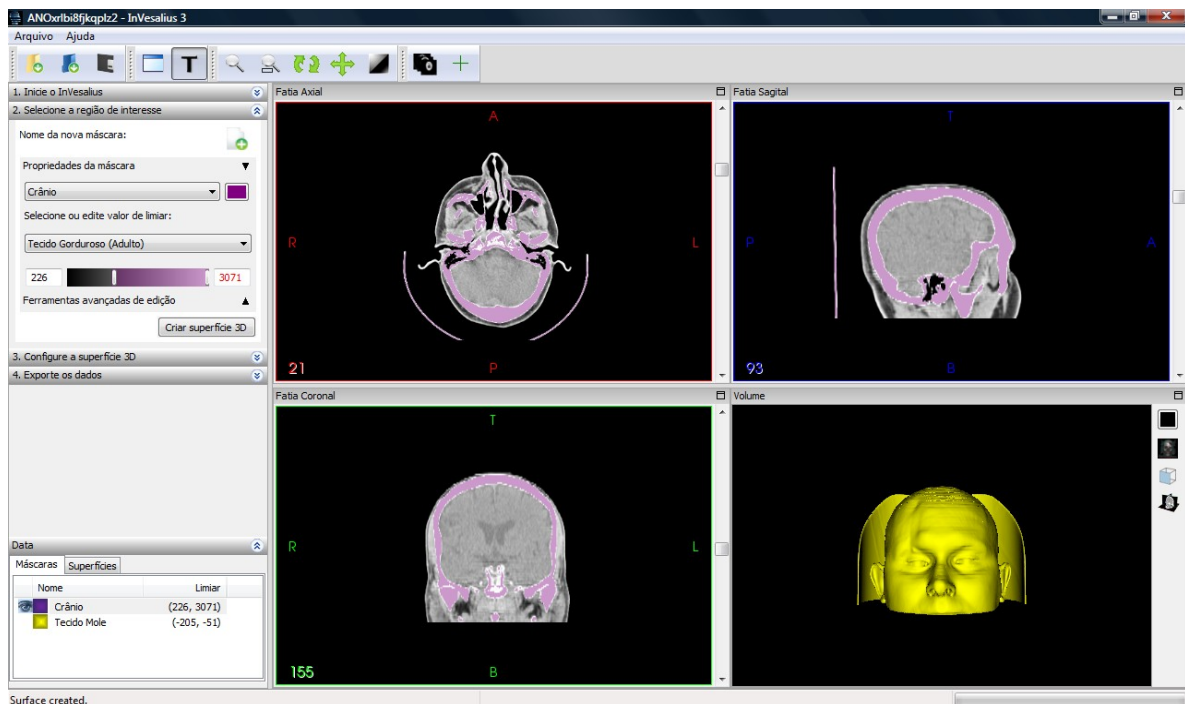 ANOxrlbi8fjkqplz2 - InVesalius 3
Arquivo Ajuda
T
1. Inicie o InVesalius
2. Selecione a região de interesse
Nome da nova máscara:
Propriedades da máscara
Crânio
Selecione ou edite valor de limiar:
Tecido Gorduroso (Adulto)
226 3071
Ferramentas avançadas de edição
Criar superfície 3D
3. Configure a superfície 3D
4. Exporte os dados
Data
Máscaras Superfícies
Nome Limiar
Crânio (226, 3071)
Tecido Mole (-205, -51)
Surface created.
Fatia Axial
A
R L
21 P
Fatia Sagital
T
P A
93 B
Fatia Coronal
T
R L
155 B
Volume